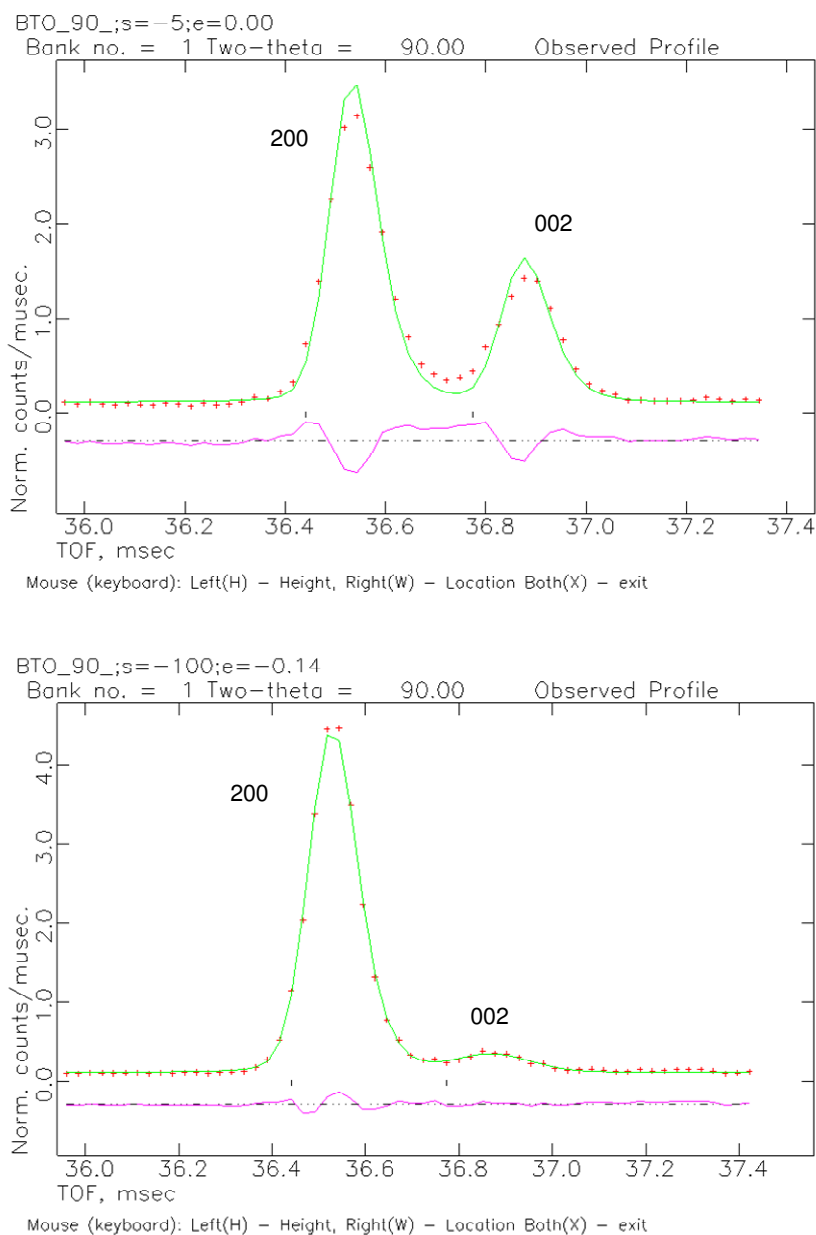 BTO_90_;s=−5;e=0.00
Bank no. = 1 Two−theta = 90.00 Observed Profile
200
002
Norm. counts/musec.
0.0 1.0 2.0 3.0
36.0 36.2 36.4 36.6 36.8 37.0 37.2 37.4
TOF, msec
Mouse (keyboard): Left(H) − Height, Right(W) − Location Both(X) − exit
BTO_90_;s=−100;e=−0.14
Bank no. = 1 Two−theta = 90.00 Observed Profile
200
002
Norm. counts/musec.
0.0 1.0 2.0 3.0 4.0
36.0 36.2 36.4 36.6 36.8 37.0 37.2 37.4
TOF, msec
Mouse (keyboard): Left(H) − Height, Right(W) − Location Both(X) − exit